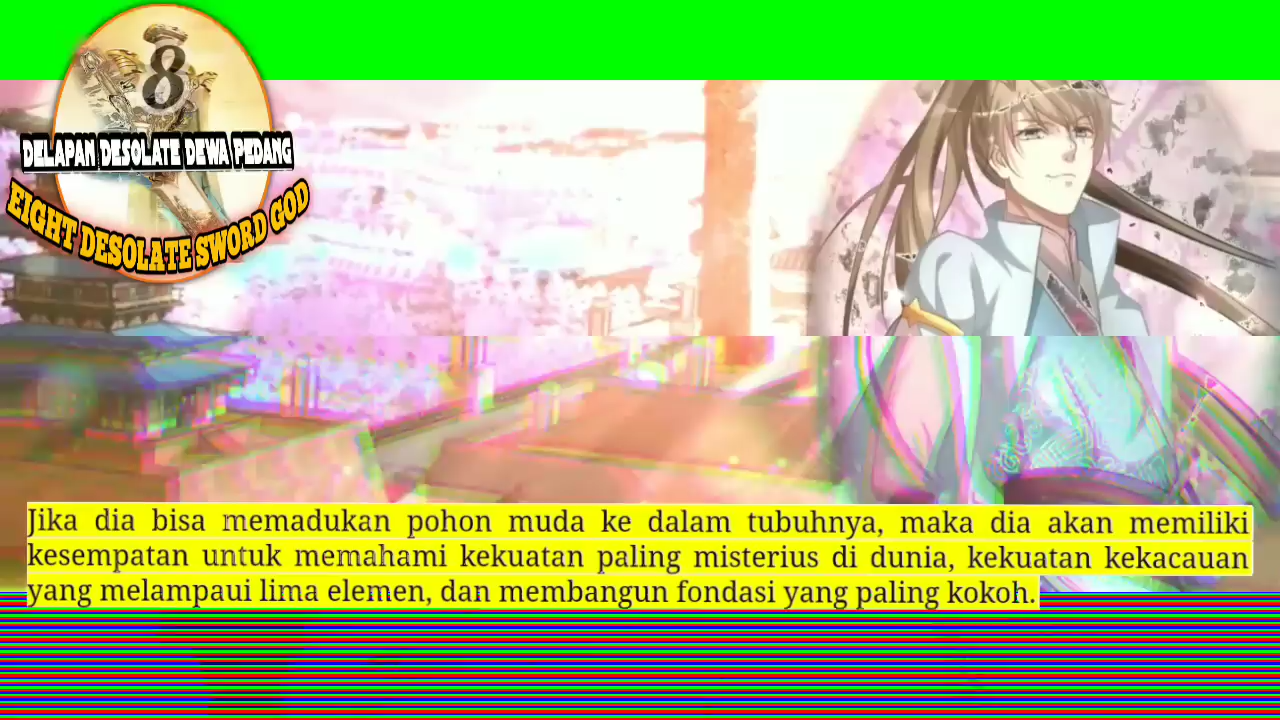 8
DELAPAN DESOLATE DEWA PEDANG
EIGHT DESOLATE SWORD GOD
Jika dia bisa memadukan pohon muda ke dalam tubuhnya, maka dia akan memiliki
kesempatan untuk memahami kekuatan paling misterius di dunia, kekuatan kekacauan
yang melampaui lima elemen, dan membangun fondasi yang paling kokoh.